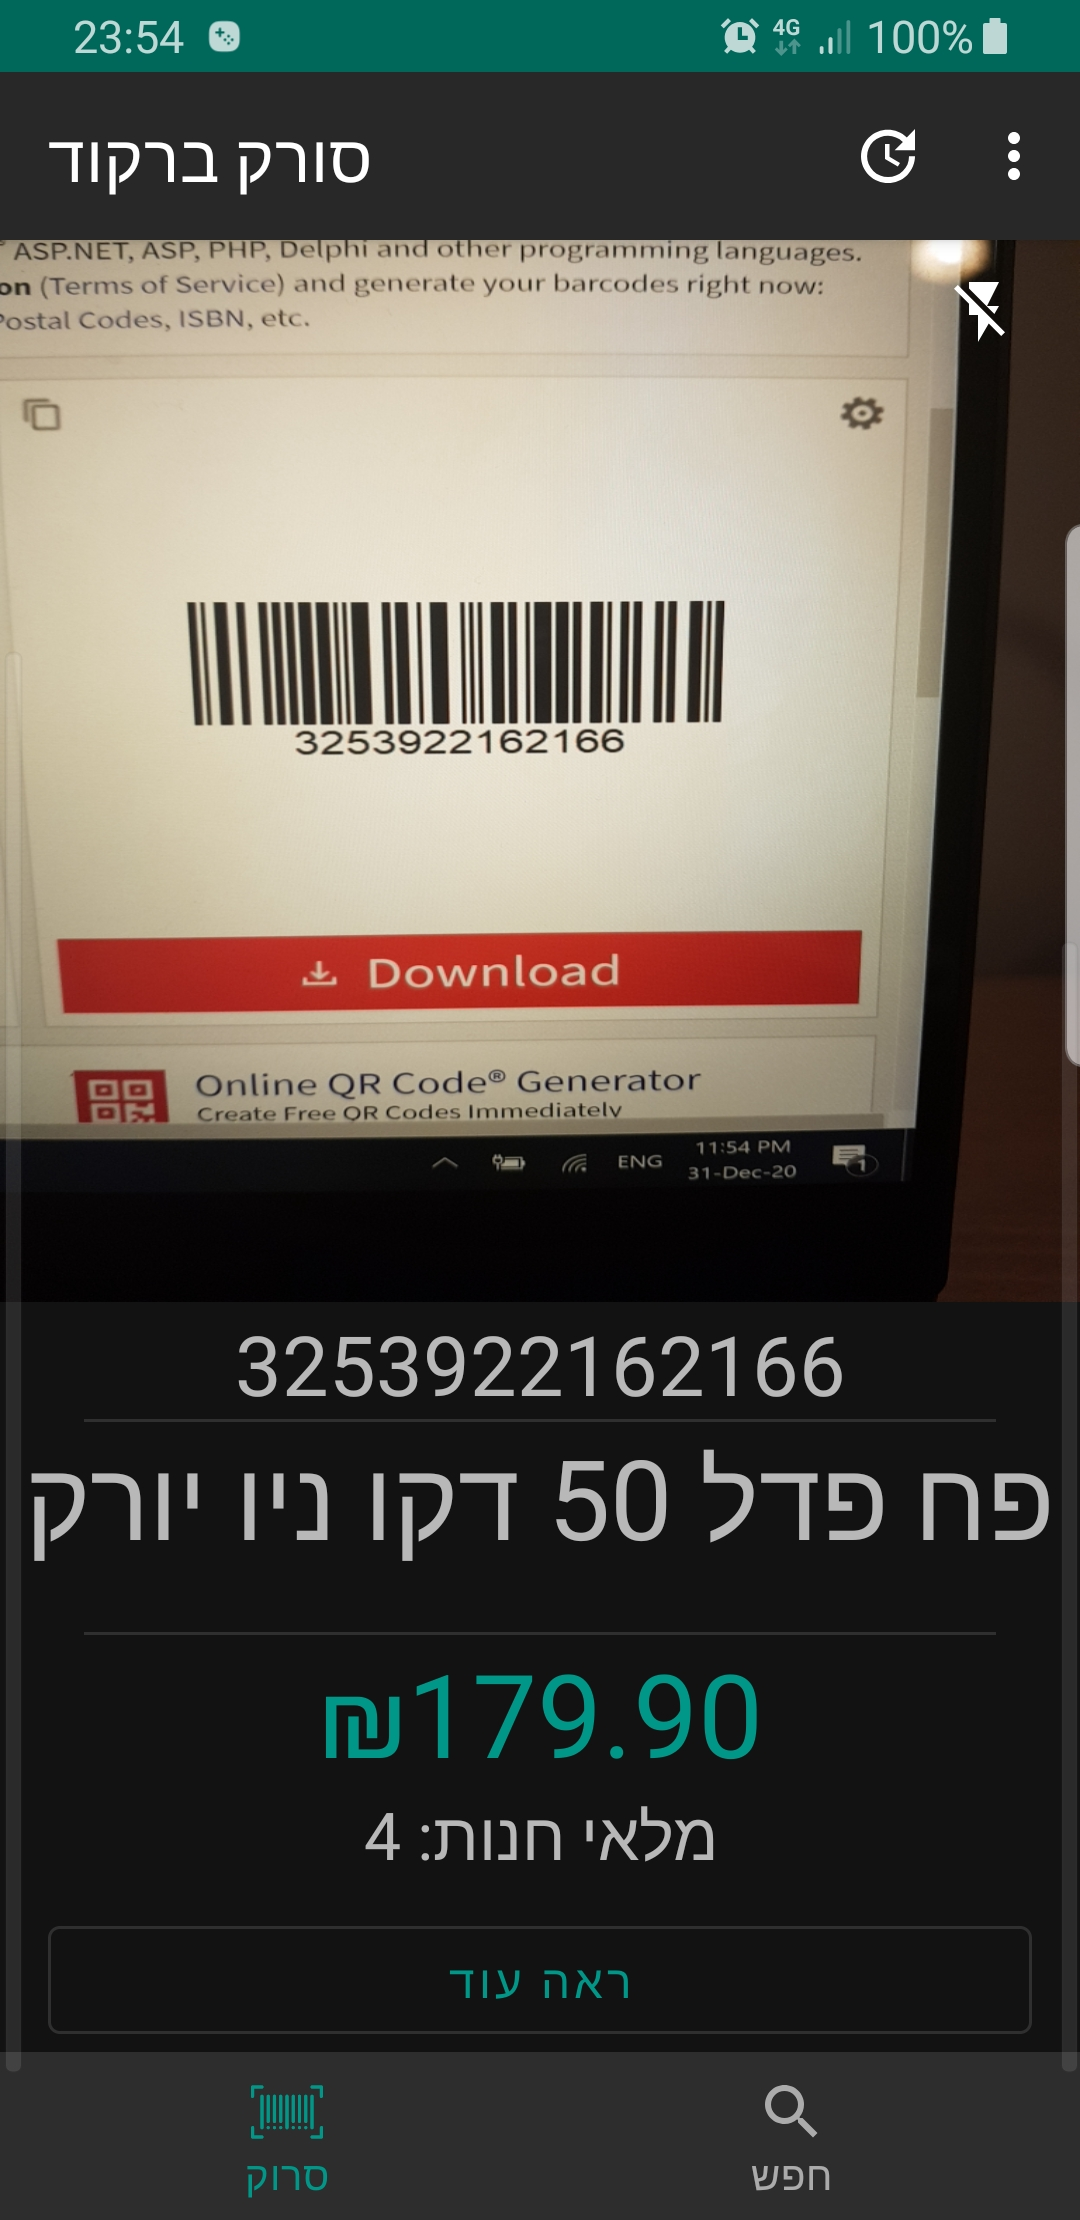 23:54
4G
100%
סורק ברקוד
ASP.NET, ASP, PHP, Delphi and other programming languages.
on (Terms of Service) and generate your barcodes right now:
Postal Codes, ISBN, etc.
3253922162166
Download
Online QR Code® Generator
Create Free QR Codes Immediately
ENG
11:54 PM
31-Dec-20
1
3253922162166
פח פדל 50 דקו ניו יורק
₪179.90
מלאי חנות: 4
ראה עוד
סרוק
חפש